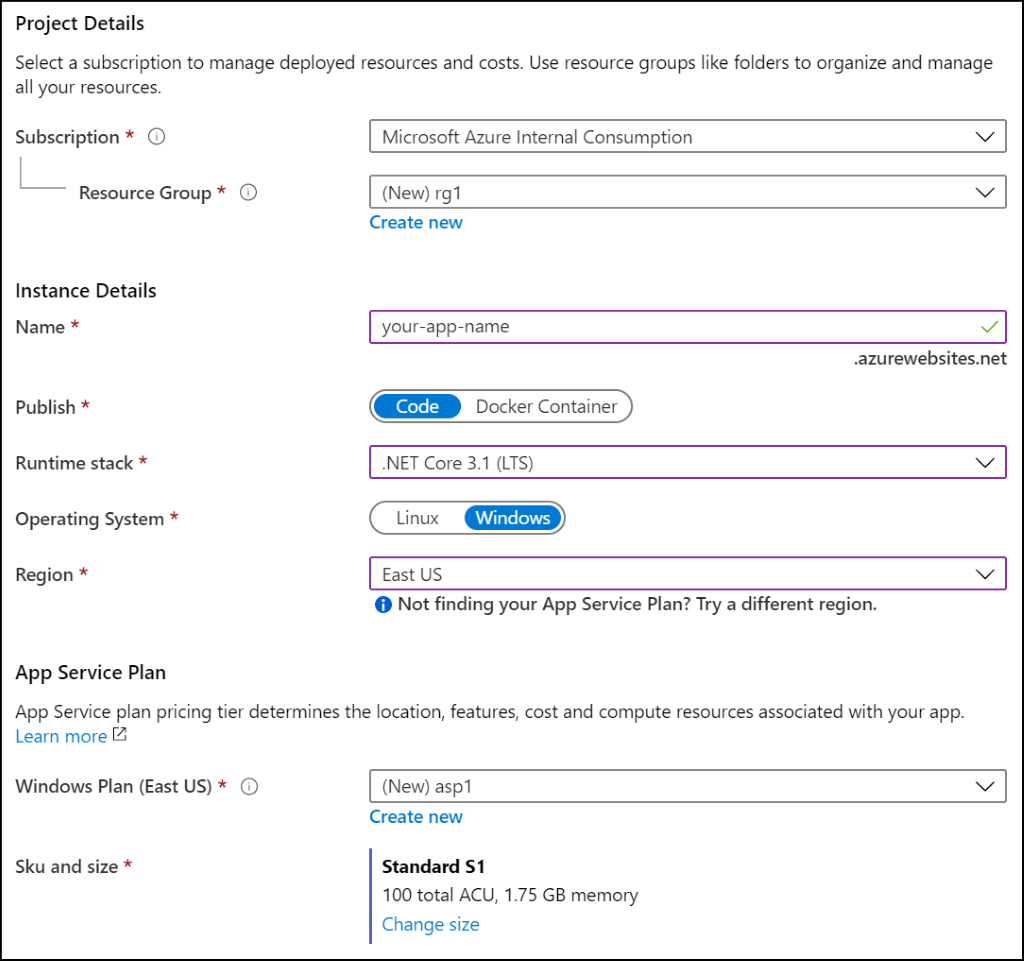 Project Details
Select a subscription to manage deployed resources and costs. Use resource groups like folders to organize and manage
all your resources.
Subscription *
Microsoft Azure Internal Consumption
Resource Group *
(New) rg1
Create new
Instance Details
Name *
your-app-name
.azurewebsites.net
Publish *
Code Docker Container
Runtime stack *
.NET Core 3.1 (LTS)
Operating System *
Linux Windows
Region *
East US
Not finding your App Service Plan? Try a different region.
App Service Plan
App Service plan pricing tier determines the location, features, cost and compute resources associated with your app.
Learn more
Windows Plan (East US) *
(New) asp1
Create new
Sku and size *
Standard S1
100 total ACU, 1.75 GB memory
Change size